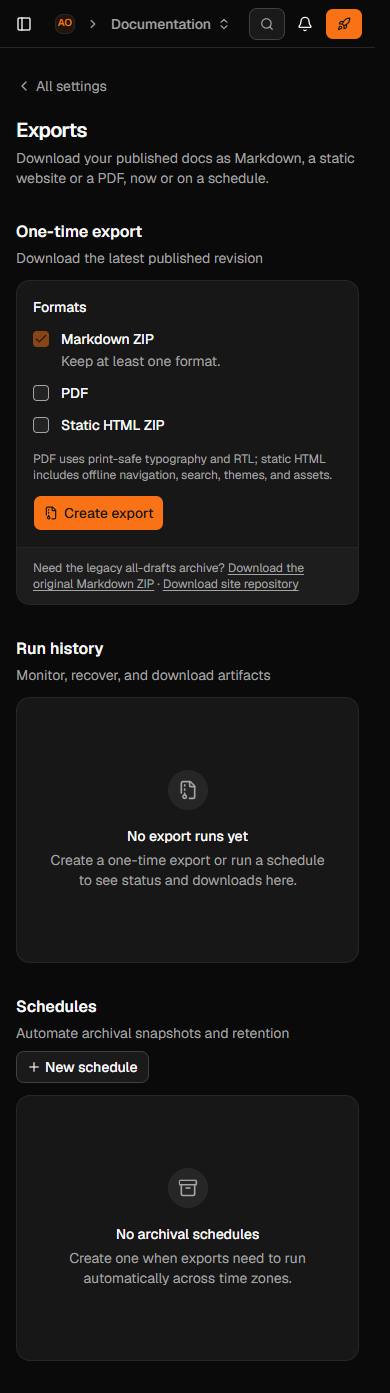 AO
Documentation
All settings
Exports
Download your published docs as Markdown, a static
website or a PDF, now or on a schedule.
One-time export
Download the latest published revision
Formats
Markdown ZIP
Keep at least one format.
PDF
Static HTML ZIP
PDF uses print-safe typography and RTL; static HTML
includes offline navigation, search, themes, and assets.
Create export
Need the legacy all-drafts archive? Download the
original Markdown ZIP · Download site repository
Run history
Monitor, recover, and download artifacts
No export runs yet
Create a one-time export or run a schedule
to see status and downloads here.
Schedules
Automate archival snapshots and retention
New schedule
No archival schedules
Create one when exports need to run
automatically across time zones.